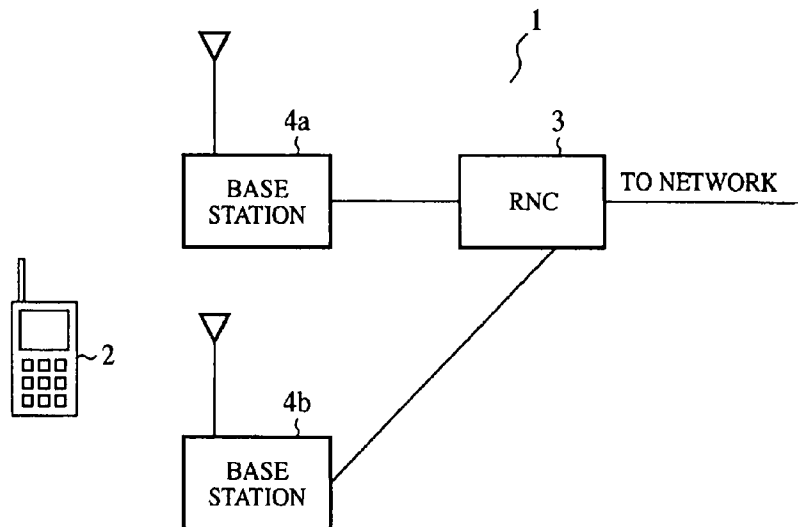 1
4a
BASE
STATION
3
RNC
TO NETWORK
2
4b
BASE
STATION